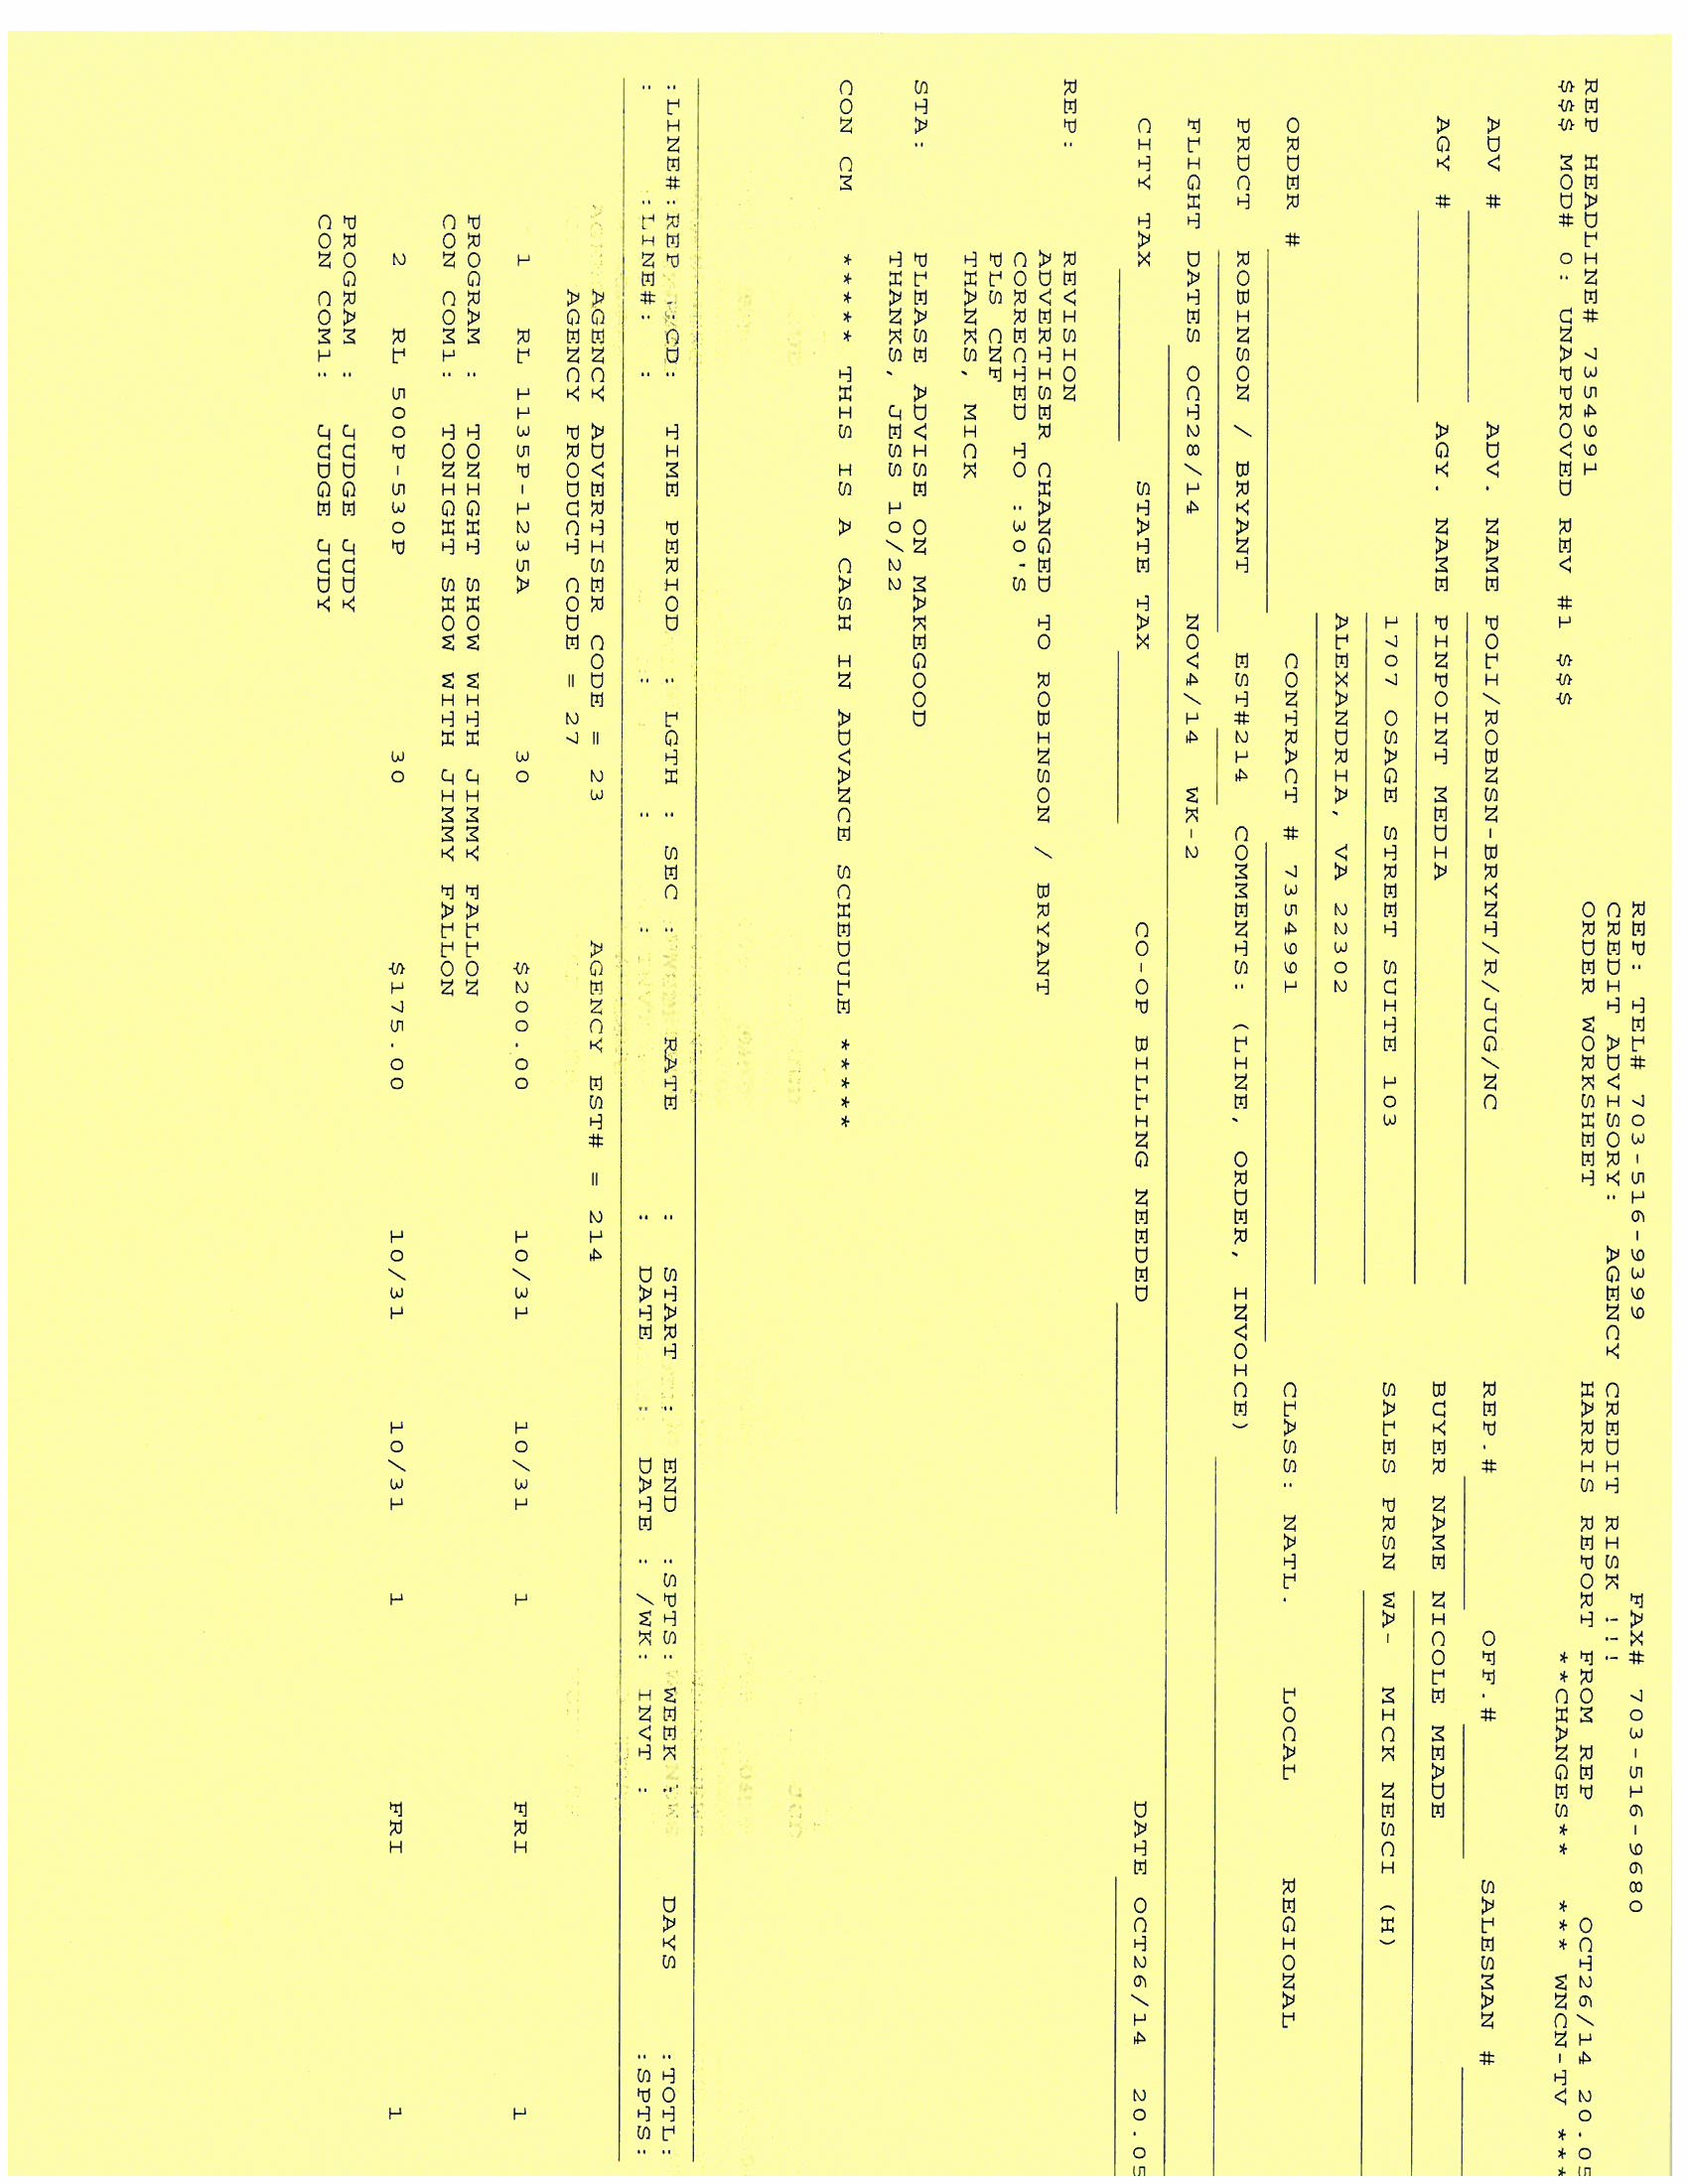 REP: TEL# 703-516-9399 FAX# 703-516-9680
CREDIT ADVISORY: AGENCY CREDIT RISK !!!
REP HEADLINE# 7354991 ORDER WORKSHEET HARRIS REPORT FROM REP OCT26/14 20.05
$$$ MOD# 0: UNAPPROVED REV #1 $$$ **CHANGES** *** WNCN-TV ***
ADV # ADV. NAME POLI/ROBNSN-BRYNT/R/JUG/NC REP.# OFF.# SALESMAN #
AGY # AGY. NAME PINPOINT MEDIA BUYER NAME NICOLE MEADE
1707 OSAGE STREET SUITE 103 SALES PRSN WA- MICK NESCI (H)
ALEXANDRIA, VA 22302
ORDER # CONTRACT # 7354991 CLASS: NATL. LOCAL REGIONAL
PRDCT ROBINSON / BRYANT EST#214 COMMENTS: (LINE, ORDER, INVOICE)
FLIGHT DATES OCT28/14 NOV4/14 WK-2
CITY TAX STATE TAX CO-OP BILLING NEEDED DATE OCT26/14 20.05
REP: REVISION
ADVERTISER CHANGED TO ROBINSON / BRYANT
CORRECTED TO :30'S
PLS CNF
THANKS, MICK
STA: PLEASE ADVISE ON MAKEGOOD
THANKS, JESS 10/22
CON CM ***** THIS IS A CASH IN ADVANCE SCHEDULE *****
:LINE#:REP :CD: TIME PERIOD : LGTH : SEC : RATE : START : END :SPTS: WEEK : DAYS :TOTL:
: :LINE#: : : : : : DATE : DATE : /WK: INVT : :SPTS:
AGENCY ADVERTISER CODE = 23 AGENCY EST# = 214
AGENCY PRODUCT CODE = 27
1 RL 1135P-1235A 30 $200.00 10/31 10/31 1 FRI 1
PROGRAM : TONIGHT SHOW WITH JIMMY FALLON
CON COM1: TONIGHT SHOW WITH JIMMY FALLON
2 RL 500P-530P 30 $175.00 10/31 10/31 1 FRI 1
PROGRAM : JUDGE JUDY
CON COM1: JUDGE JUDY